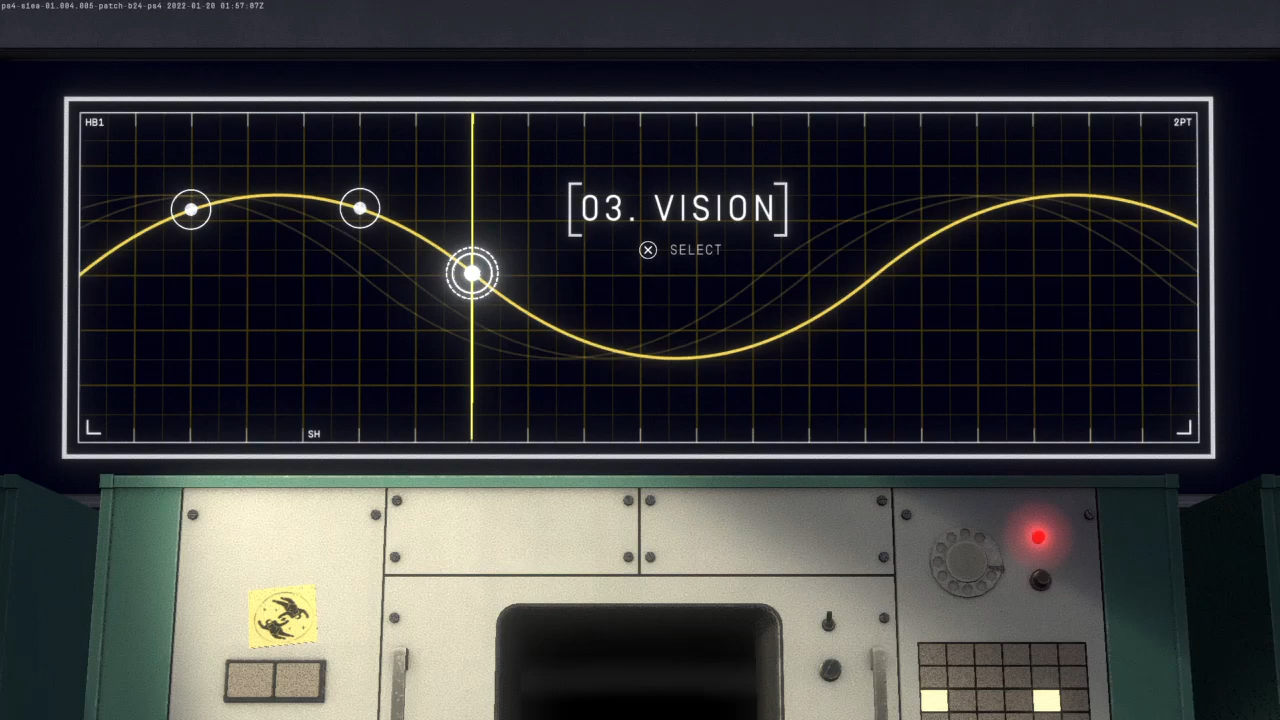 ps4-siea-01.004.005-patch-b24-ps4 2022-01-20 01:57:07Z
HB1
2PT
[03. VISION]
SELECT
SH